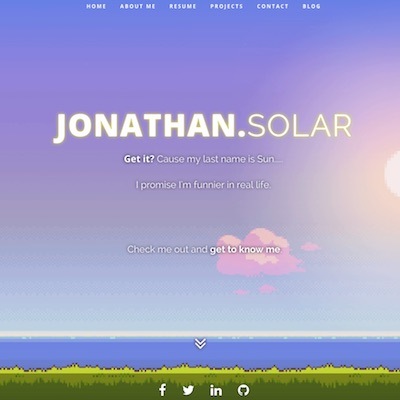 HOME ABOUT ME RESUME PROJECTS CONTACT BLOG
JONATHAN.SOLAR
Get it? Cause my last name is Sun....
I promise I'm funnier in real life.
Check me out and get to know me